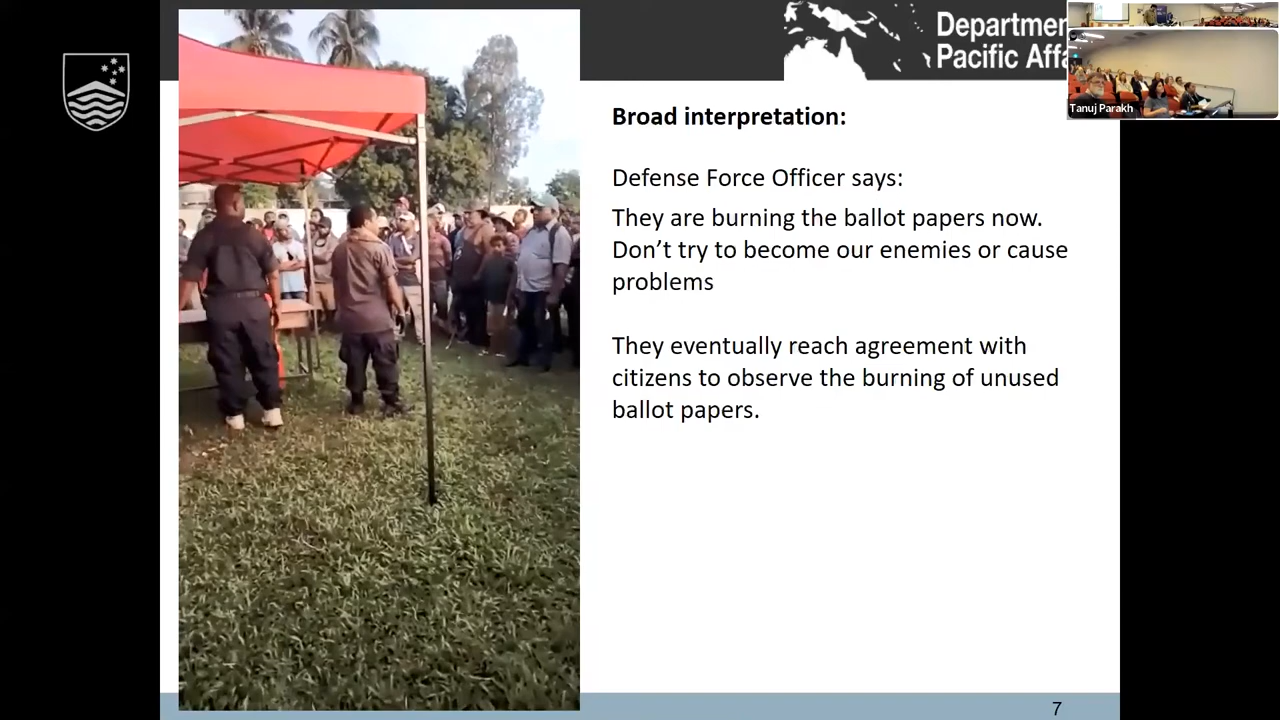 Department
Pacific Affa
Tanuj Parakh
Broad interpretation:
Defense Force Officer says:
They are burning the ballot papers now.
Don’t try to become our enemies or cause
problems
They eventually reach agreement with
citizens to observe the burning of unused
ballot papers.
7